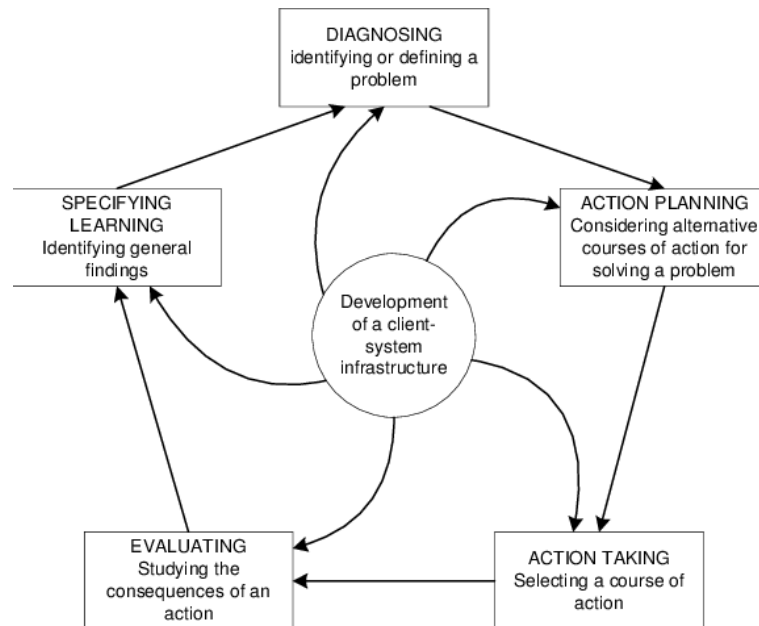 DIAGNOSING
identifying or defining a
problem
SPECIFYING
LEARNING
Identifying general
findings
ACTION PLANNING
Considering alternative
courses of action for
solving a problem
Development
of a client-
system
infrastructure
EVALUATING
Studying the
consequences of an
action
ACTION TAKING
Selecting a course of
action